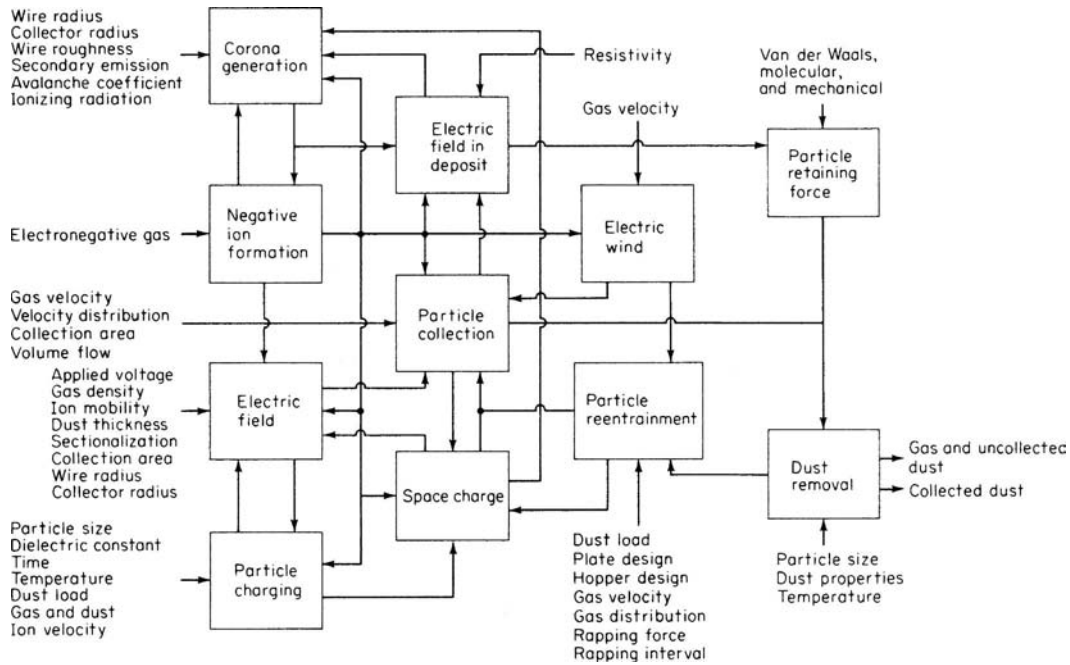 Wire radius
Collector radius
Wire roughness
Secondary emission
Avalanche coefficient
Ionizing radiation
Corona
generation
Resistivity
Van der Waals,
molecular,
and mechanical
Gas velocity
Electric
field in
deposit
Particle
retaining
force
Electronegative gas
Negative
ion
formation
Electric
wind
Gas velocity
Velocity distribution
Collection area
Volume flow
Particle
collection
Applied voltage
Gas density
Ion mobility
Dust thickness
Sectionalization
Collection area
Wire radius
Collector radius
Electric
field
Particle
reentrainment
Space charge
Dust
removal
Gas and uncollected
dust
Collected dust
Particle size
Dielectric constant
Time
Temperature
Dust load
Gas and dust
Ion velocity
Particle
charging
Dust load
Plate design
Hopper design
Gas velocity
Gas distribution
Rapping force
Rapping interval
Particle size
Dust properties
Temperature